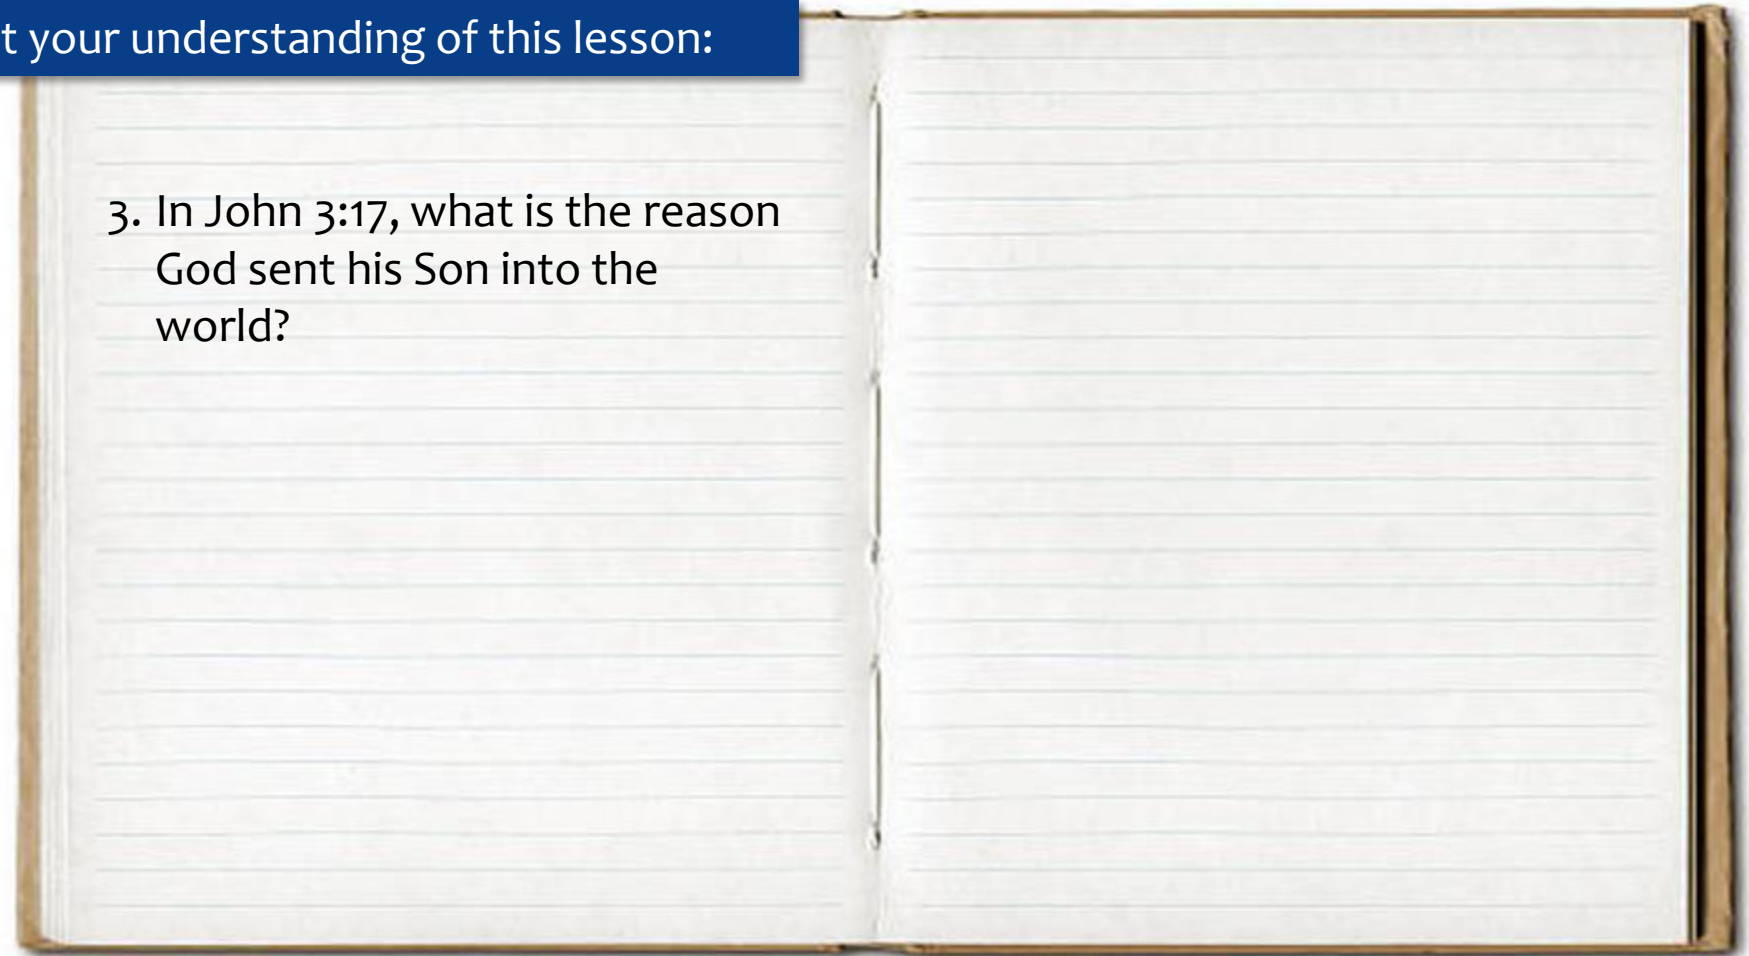 t your understanding of this lesson:
3. In John 3:17, what is the reason
God sent his Son into the
world?